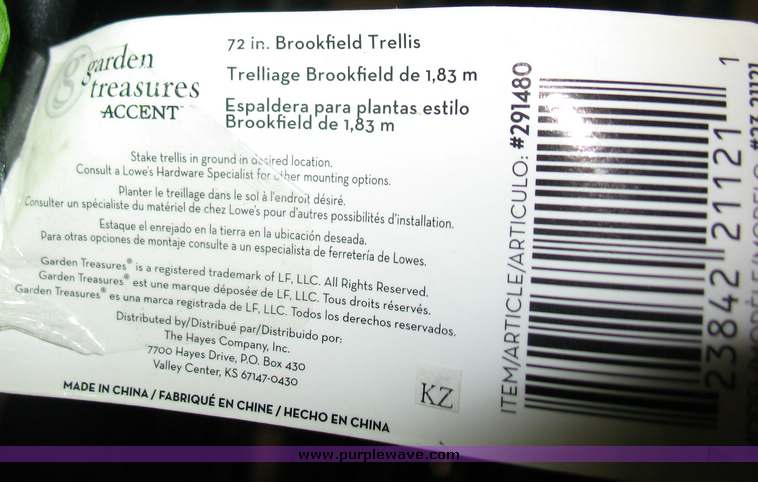 garden
treasures
ACCENT
72 in. Brookfield Trellis
Trelliage Brookfield de 1,83 m
Espaldera para plantas estilo
Brookfield de 1,83 m
Stake trellis in ground in desired location.
Consult a Lowe's Hardware Specialist for other mounting options.
Planter le treillage dans le sol à l'endroit désiré.
Consulter un spécialiste du matériel de chez Lowe's pour d'autres possibilités d'installation.
Estaque el enrejado en la tierra en la ubicación deseada.
Para otras opciones de montaje consulte a un especialista de ferretería de Lowes.
Garden Treasures® is a registered trademark of LF, LLC. All Rights Reserved.
Garden Treasures® est une marque déposée de LF, LLC. Tous droits réservés.
Garden Treasures® es una marca registrada de LF, LLC. Todos los derechos reservados.
Distributed by/Distribué par/Distribuido por:
The Hayes Company, Inc.
7700 Hayes Drive, P.O. Box 430
Valley Center, KS 67147-0430
KZ
MADE IN CHINA / FABRIQUÉ EN CHINE / HECHO EN CHINA
ITEM/ARTICLE/ARTICULO: #291480
23842 21121 1
www.purplewave.com